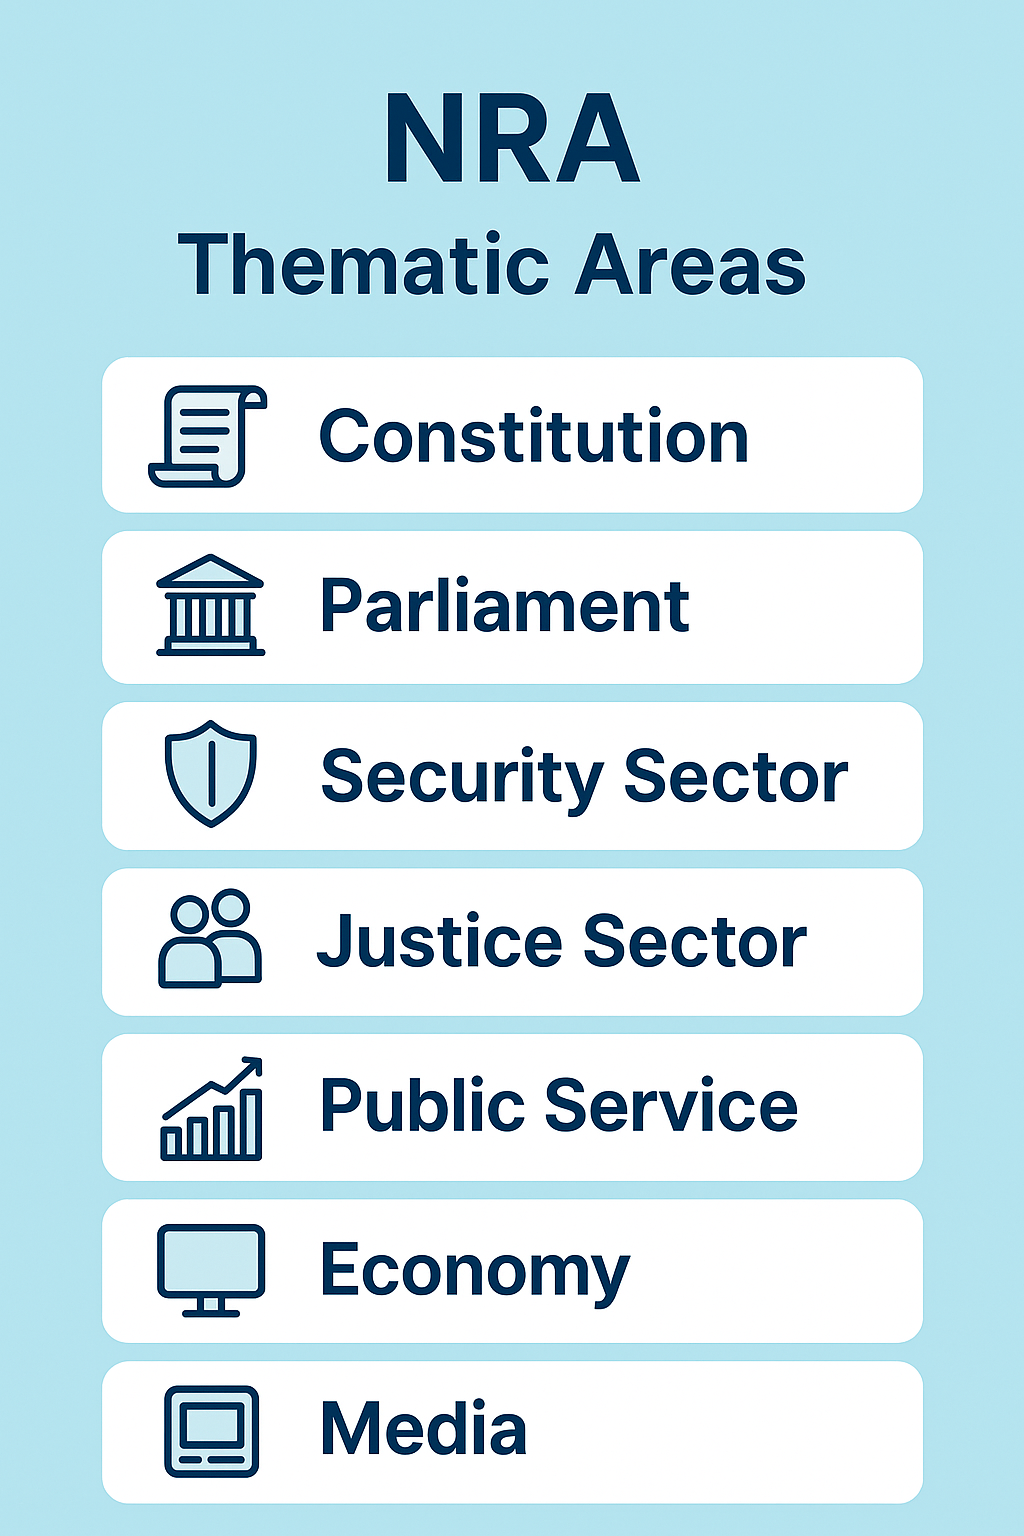 NRA
Thematic Areas
Constitution
Parliament
Security Sector
Justice Sector
Public Service
Economy
Media